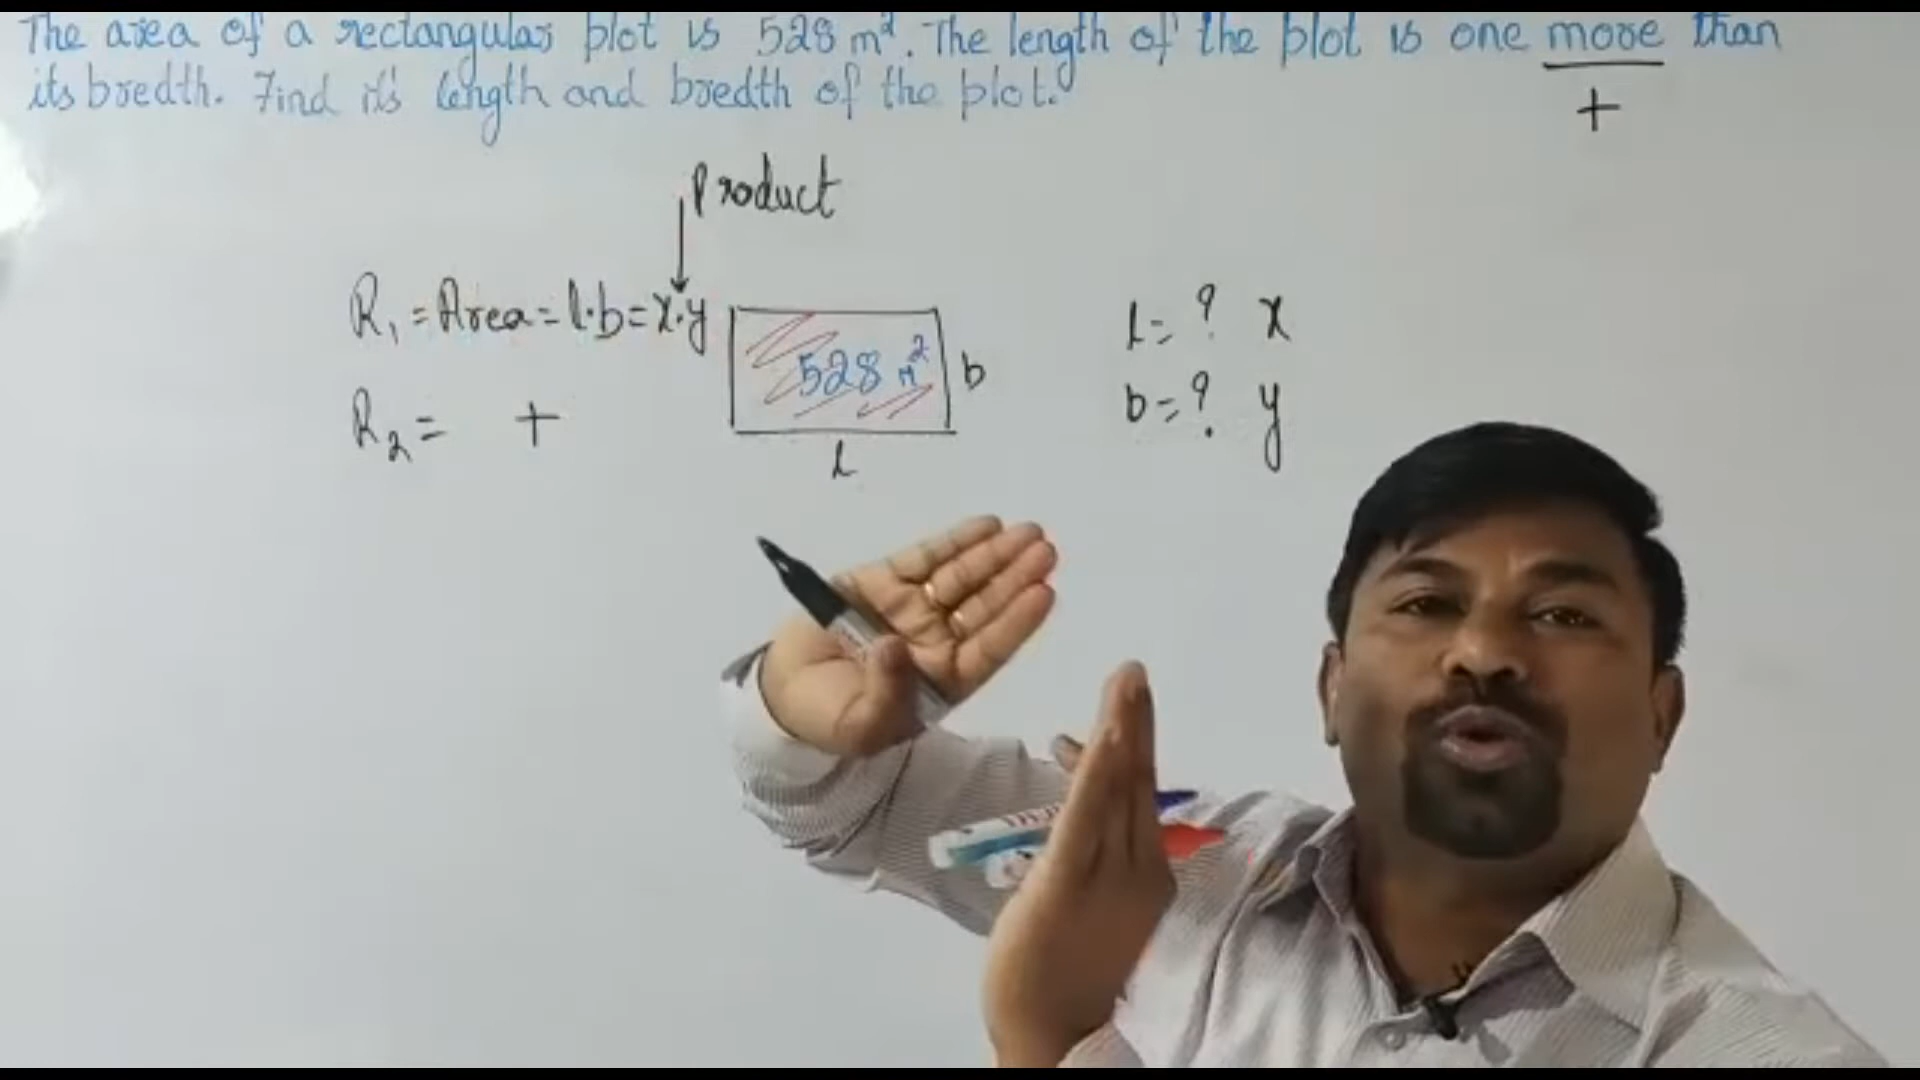 The area of a rectangular plot is 528 m². The length of the plot is one more than
its bredth. Find it's length and bredth of the plot.
+
Product
R₁ = Area = l·b = x·y
528 m²
b
l
R₂ = +
l = ? x
b = ? y